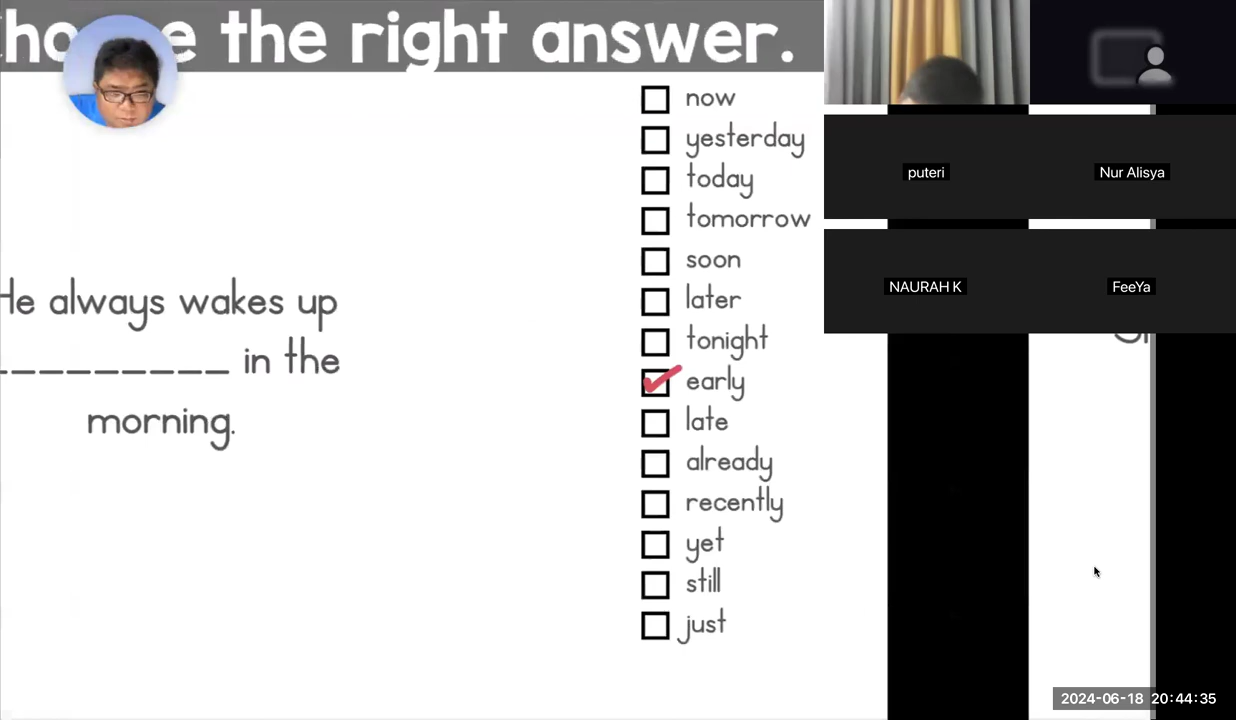 the right answer.
He always wakes up
_________ in the
morning.
now
yesterday
today
tomorrow
soon
later
tonight
early
late
already
recently
yet
still
just
puteri
Nur Alisya
NAURAH K
FeeYa
2024-06-18 20:44:35